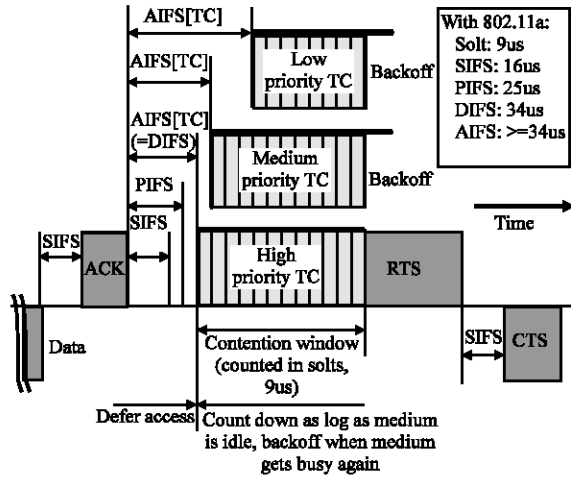 AIFS[TC]
AIFS[TC]
AIFS[TC]
(=DIFS)
PIFS
SIFS
SIFS
ACK
Data
Low
priority TC
Backoff
Medium
priority TC
Backoff
High
priority TC
RTS
With 802.11a:
Solt: 9us
SIFS: 16us
PIFS: 25us
DIFS: 34us
AIFS: >=34us
Time
SIFS
CTS
Contention window
(counted in solts,
9us)
Defer access
Count down as log as medium
is idle, backoff when medium
gets busy again